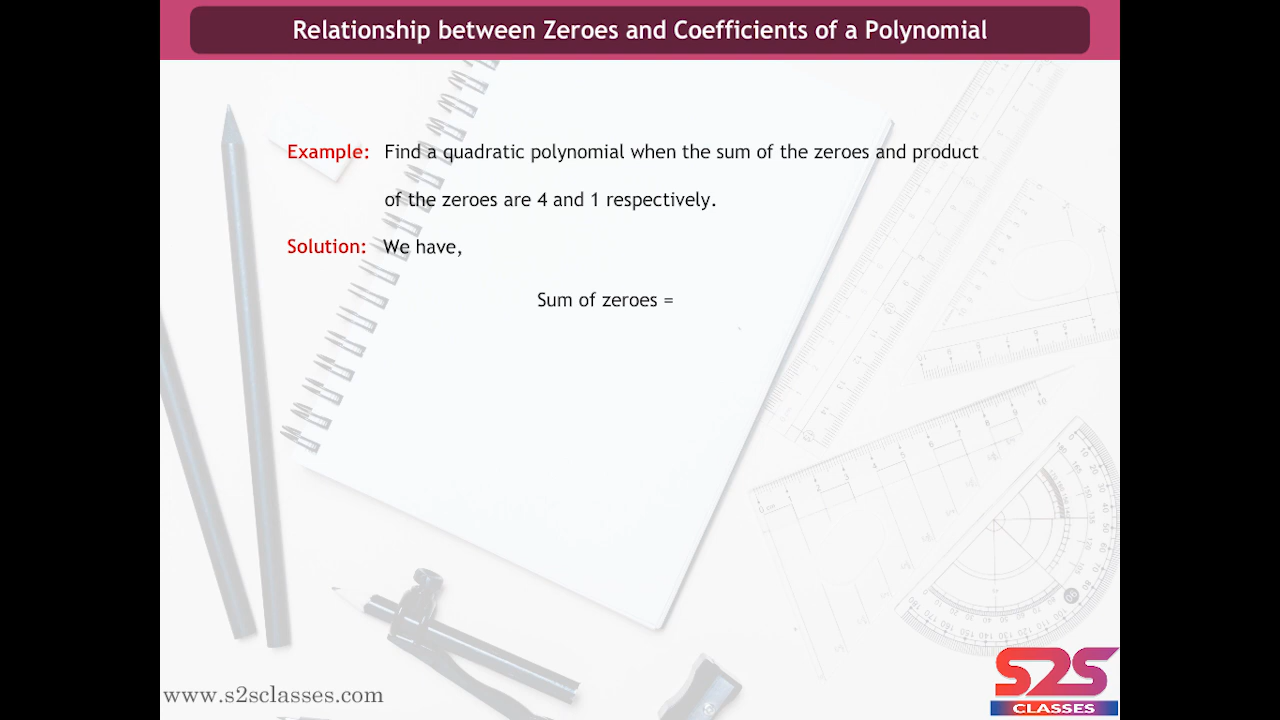 Relationship between Zeroes and Coefficients of a Polynomial
Example: Find a quadratic polynomial when the sum of the zeroes and product
of the zeroes are 4 and 1 respectively.
Solution: We have,
Sum of zeroes =
www.s2sclasses.com
S2S
CLASSES